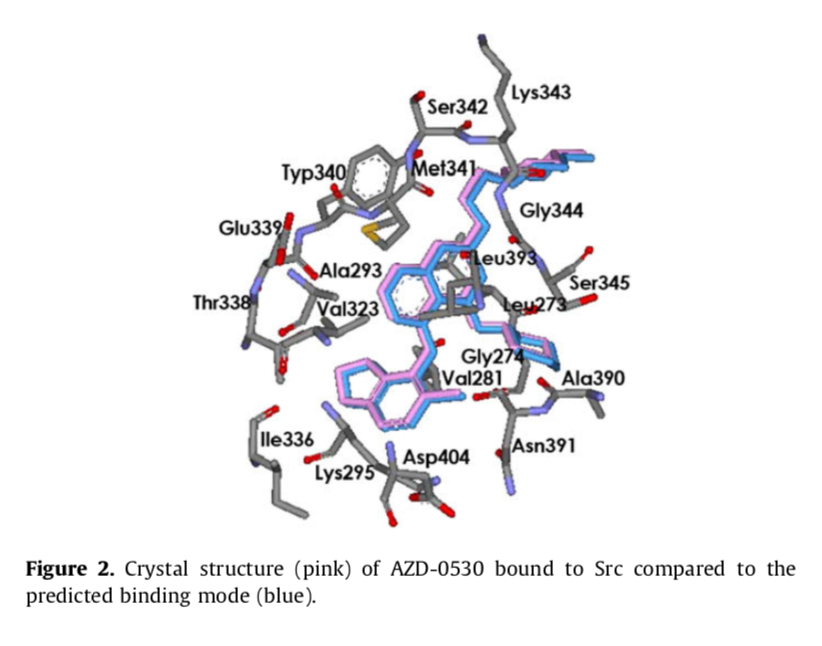 Lys343
Ser342
Typ340
Met341
Gly344
Glu339
Leu393
Ala293
Ser345
Thr338
Val323
Leu273
Gly274
Val281
Ala390
Ile336
Asn391
Lys295
Asp404
Figure 2. Crystal structure (pink) of AZD-0530 bound to Src compared to the
predicted binding mode (blue).